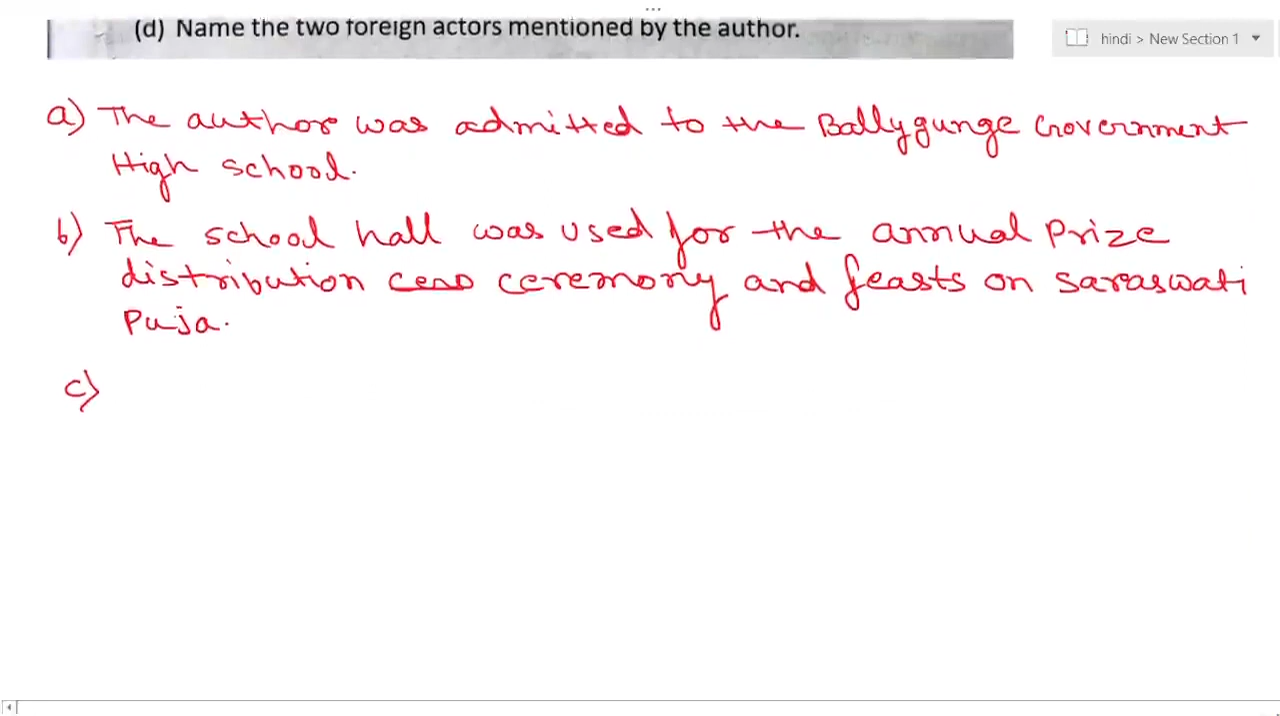 (d) Name the two foreign actors mentioned by the author.
hindi > New Section 1
a) The author was admitted to the Ballygunge Government
High school.
b) The school hall was used for the annual prize
distribution ceremony and feasts on saraswati
Puja.
c)